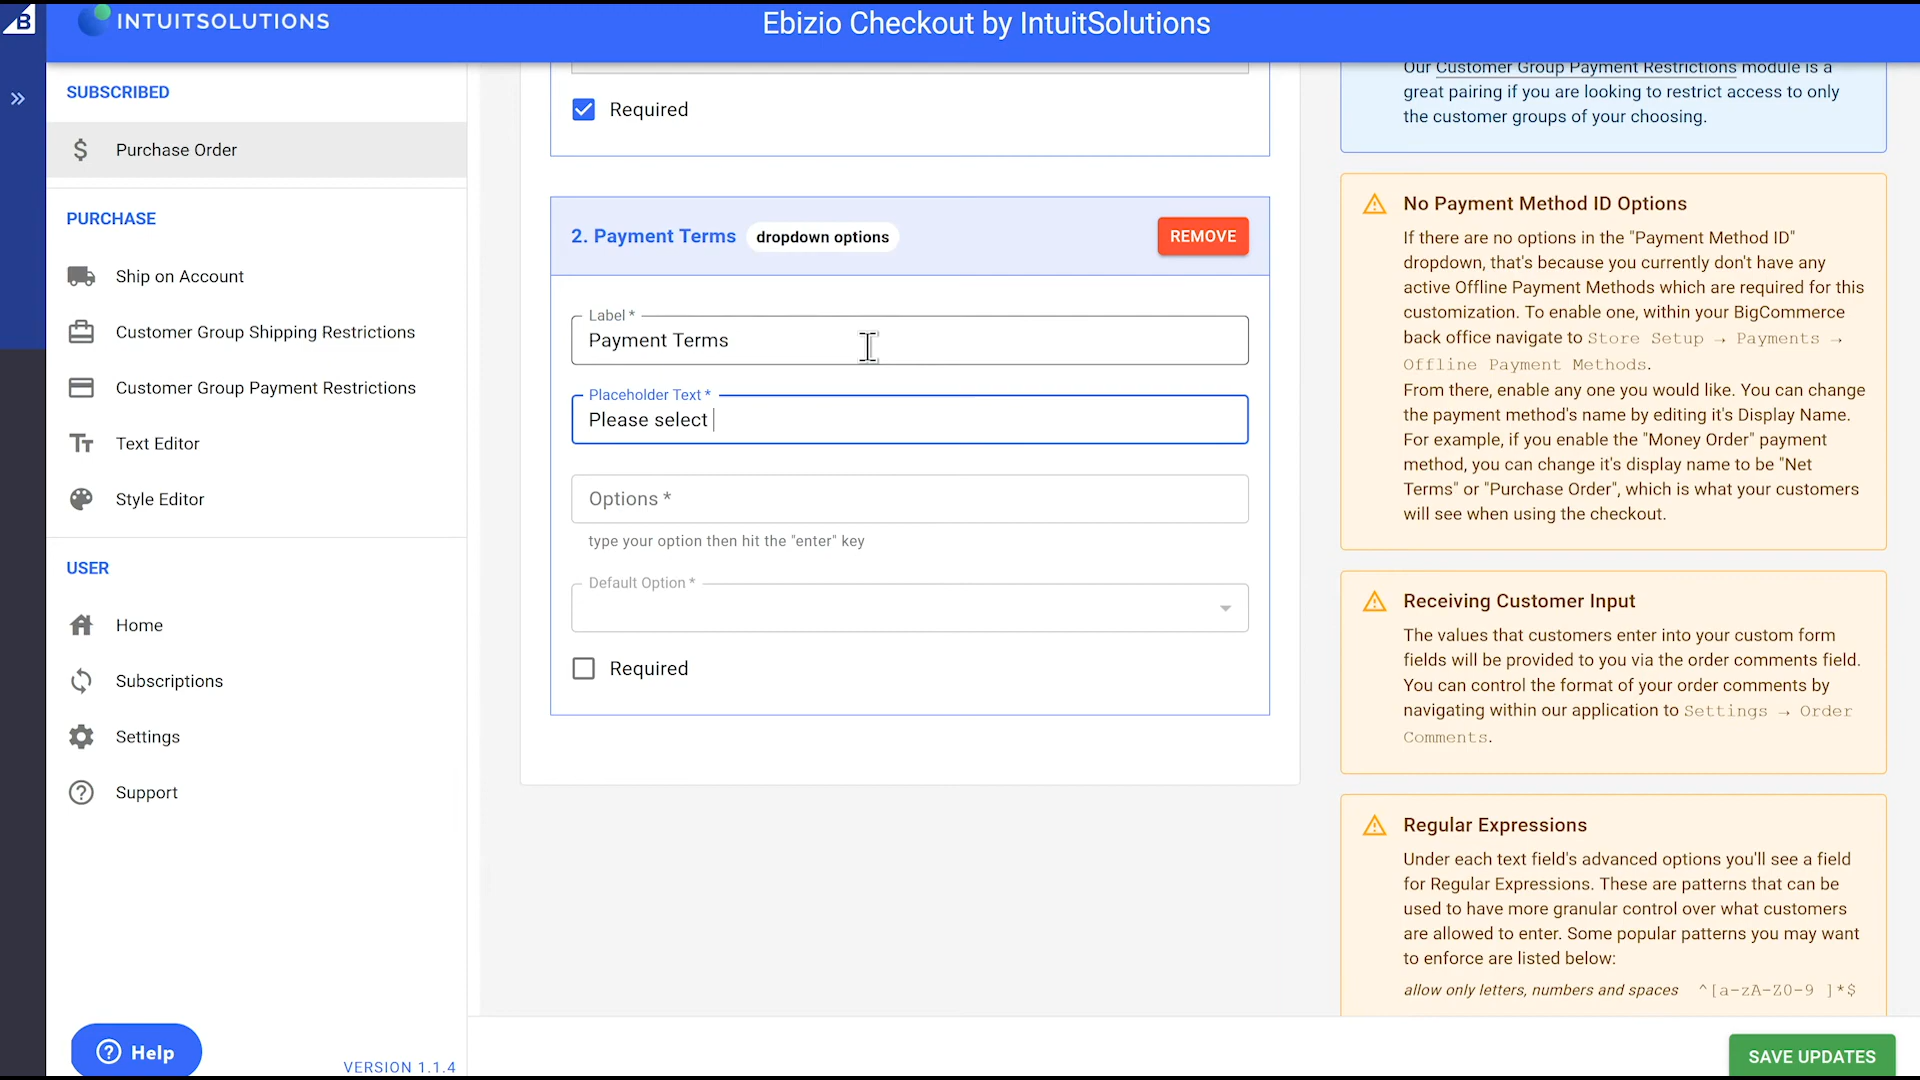 B
INTUITSOLUTIONS
Ebizio Checkout by IntuitSolutions
SUBSCRIBED
Purchase Order
PURCHASE
Ship on Account
Customer Group Shipping Restrictions
Customer Group Payment Restrictions
Text Editor
Style Editor
USER
Home
Subscriptions
Settings
Support
Help
VERSION 1.1.4
Required
2. Payment Terms
dropdown options
REMOVE
Label *
Payment Terms
Placeholder Text *
Please select
Options *
type your option then hit the "enter" key
Default Option *
Required
Our Customer Group Payment Restrictions module is a
great pairing if you are looking to restrict access to only
the customer groups of your choosing.
No Payment Method ID Options
If there are no options in the "Payment Method ID"
dropdown, that's because you currently don't have any
active Offline Payment Methods which are required for this
customization. To enable one, within your BigCommerce
back office navigate to Store Setup → Payments →
Offline Payment Methods.
From there, enable any one you would like. You can change
the payment method's name by editing it's Display Name.
For example, if you enable the "Money Order" payment
method, you can change it's display name to be "Net
Terms" or "Purchase Order", which is what your customers
will see when using the checkout.
Receiving Customer Input
The values that customers enter into your custom form
fields will be provided to you via the order comments field.
You can control the format of your order comments by
navigating within our application to Settings → Order
Comments.
Regular Expressions
Under each text field's advanced options you'll see a field
for Regular Expressions. These are patterns that can be
used to have more granular control over what customers
are allowed to enter. Some popular patterns you may want
to enforce are listed below:
allow only letters, numbers and spaces ^[a-zA-Z0-9 ]*$
SAVE UPDATES